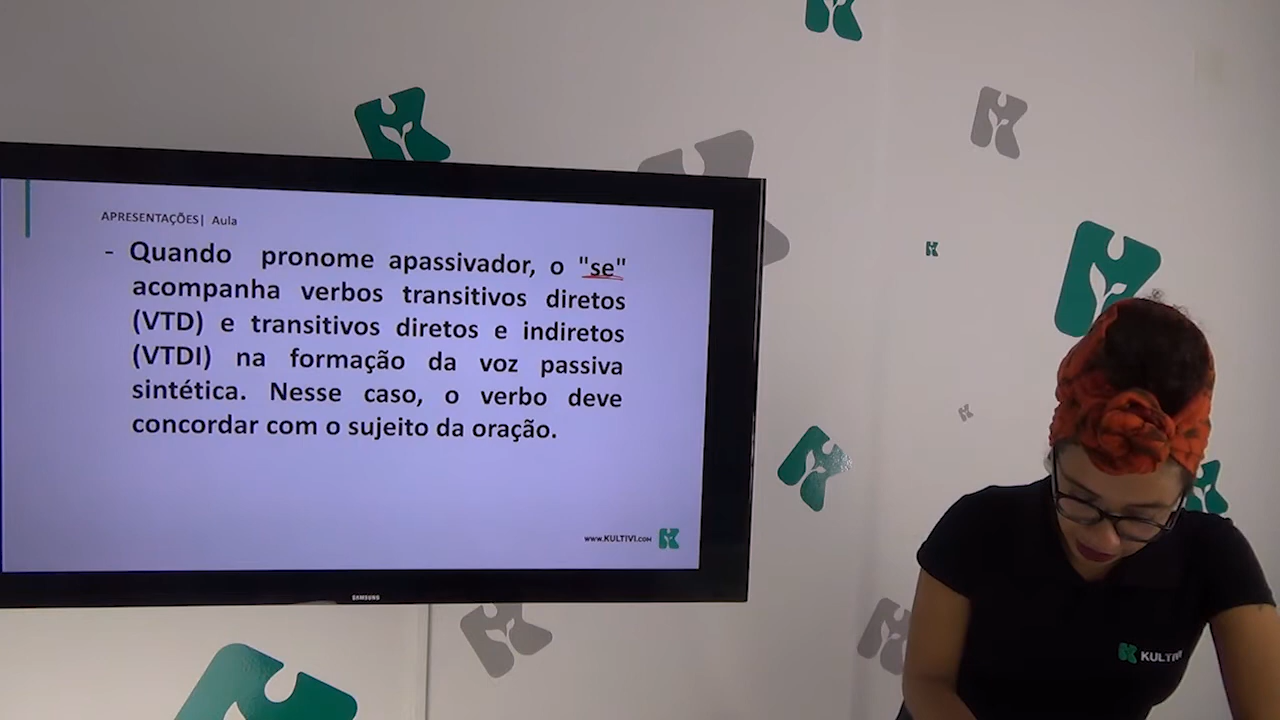 APRESENTAÇÕES| Aula
- Quando pronome apassivador, o "se"
acompanha verbos transitivos diretos
(VTD) e transitivos diretos e indiretos
(VTDI) na formação da voz passiva
sintética. Nesse caso, o verbo deve
concordar com o sujeito da oração.
www.KULTIVI.COM
SAMSUNG
KULTIVI